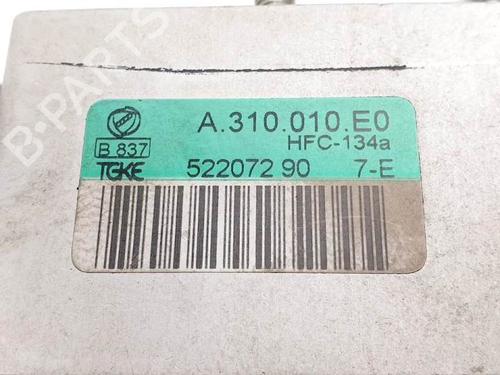 A.310.010.E0
HFC-134a
B 837
TGKE 522072 90 7-E
B-PARTS